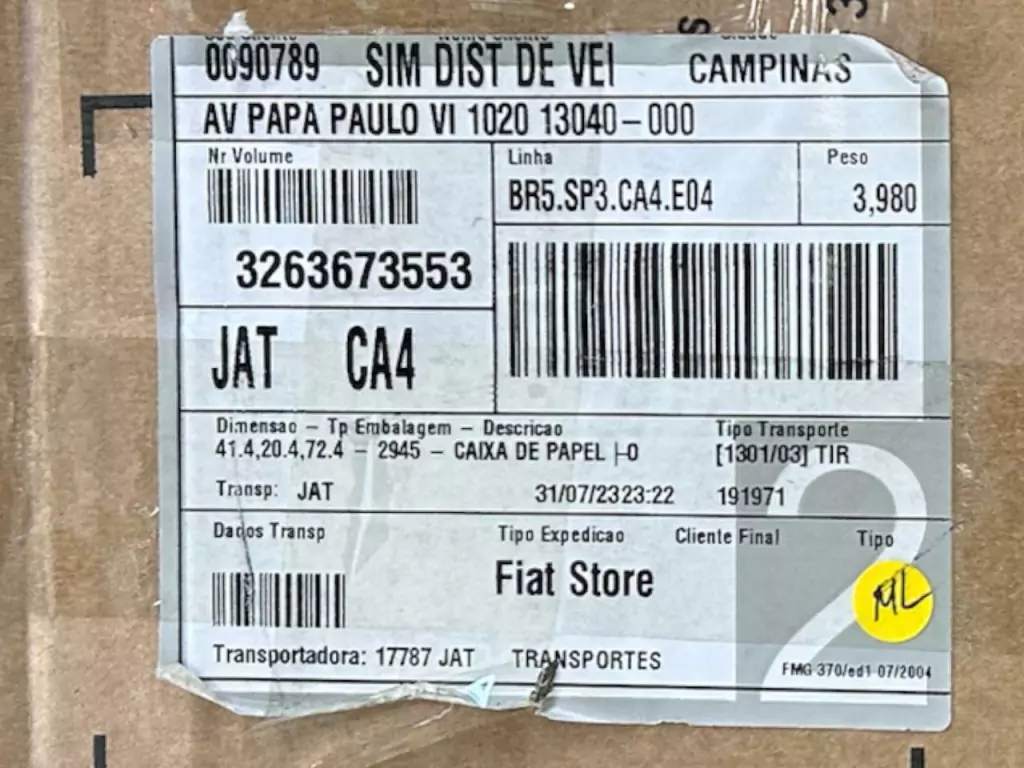 0090789 SIM DIST DE VEI CAMPINAS
AV PAPA PAULO VI 1020 13040-000
Nr Volume Linha Peso
BR5.SP3.CA4.E04 3,980
3263673553
JAT CA4
Dimensao - Tp Embalagem - Descricao Tipo Transporte
41.4,20.4,72.4 - 2945 - CAIXA DE PAPEL [1301/03] TIR
Transp: JAT 31/07/2323:22 191971
Dados Transp Tipo Expedicao Cliente Final Tipo
Fiat Store
ML
2
Transportadora: 17787 JAT TRANSPORTES
FMG 370/ed1 07/2004